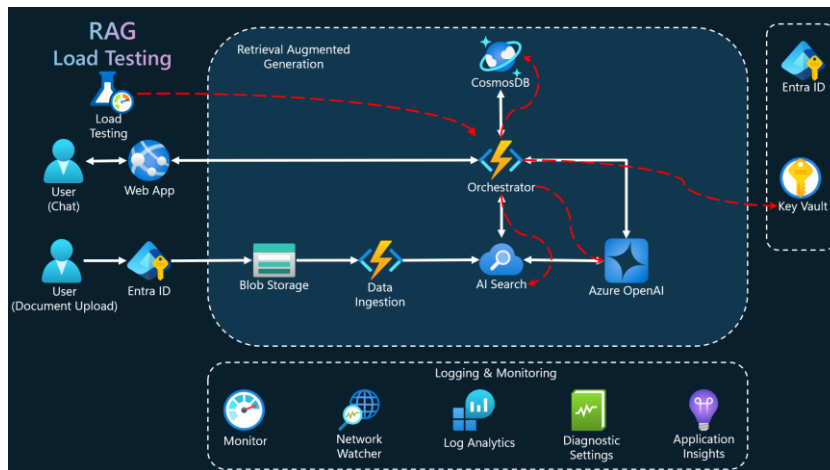 RAG
Load Testing
Load
Testing
Retrieval Augmented
Generation
CosmosDB
Entra ID
User
(Chat)
Web App
Orchestrator
Key Vault
User
(Document Upload)
Entra ID
Blob Storage
Data
Ingestion
AI Search
Azure OpenAI
Logging & Monitoring
Monitor
Network
Watcher
Log Analytics
Diagnostic
Settings
Application
Insights